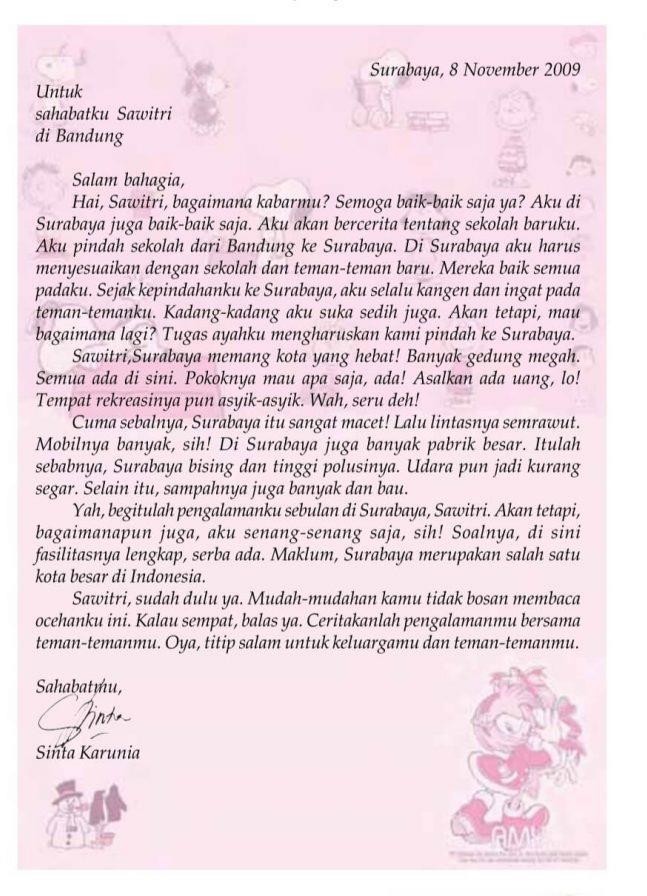 Surabaya, 8 November 2009
Untuk
sahabatku Sawitri
di Bandung
Salam bahagia,
Hai, Sawitri, bagaimana kabarmu? Semoga baik-baik saja ya? Aku di
Surabaya juga baik-baik saja. Aku akan bercerita tentang sekolah baruku.
Aku pindah sekolah dari Bandung ke Surabaya. Di Surabaya aku harus
menyesuaikan dengan sekolah dan teman-teman baru. Mereka baik semua
padaku. Sejak kepindahanku ke Surabaya, aku selalu kangen dan ingat pada
teman-temanku. Kadang-kadang aku suka sedih juga. Akan tetapi, mau
bagaimana lagi? Tugas ayahku mengharuskan kami pindah ke Surabaya.
Sawitri,Surabaya memang kota yang hebat! Banyak gedung megah.
Semua ada di sini. Pokoknya mau apa saja, ada! Asalkan ada uang, lo!
Tempat rekreasinya pun asyik-asyik. Wah, seru deh!
Cuma sebalnya, Surabaya itu sangat macet! Lalu lintasnya semrawut.
Mobilnya banyak, sih! Di Surabaya juga banyak pabrik besar. Itulah
sebabnya, Surabaya bising dan tinggi polusinya. Udara pun jadi kurang
segar. Selain itu, sampahnya juga banyak dan bau.
Yah, begitulah pengalamanku sebulan di Surabaya, Sawitri. Akan tetapi,
bagaimanapun juga, aku senang-senang saja, sih! Soalnya, di sini
fasilitasnya lengkap, serba ada. Maklum, Surabaya merupakan salah satu
kota besar di Indonesia.
Sawitri, sudah dulu ya. Mudah-mudahan kamu tidak bosan membaca
ocehanku ini. Kalau sempat, balas ya. Ceritakanlah pengalamanmu bersama
teman-temanmu. Oya, titip salam untuk keluargamu dan teman-temanmu.
Sahabatmu,
Sinta
Sinta Karunia
AMY